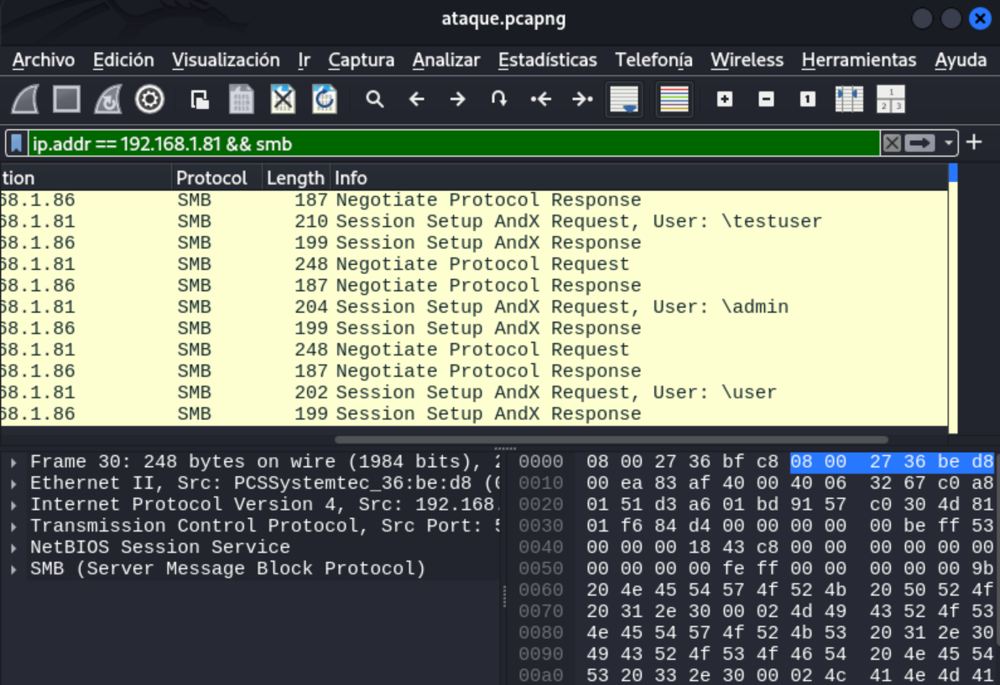 ataque.pcapng
Archivo Edición Visualización Ir Captura Analizar Estadísticas Telefonía Wireless Herramientas Ayuda
ip.addr == 192.168.1.81 && smb
tion Protocol Length Info
68.1.86 SMB 187 Negotiate Protocol Response
68.1.81 SMB 210 Session Setup AndX Request, User: \testuser
68.1.86 SMB 199 Session Setup AndX Response
68.1.81 SMB 248 Negotiate Protocol Request
68.1.86 SMB 187 Negotiate Protocol Response
68.1.81 SMB 204 Session Setup AndX Request, User: \admin
68.1.86 SMB 199 Session Setup AndX Response
68.1.81 SMB 248 Negotiate Protocol Request
68.1.86 SMB 187 Negotiate Protocol Response
68.1.81 SMB 202 Session Setup AndX Request, User: \user
68.1.86 SMB 199 Session Setup AndX Response
Frame 30: 248 bytes on wire (1984 bits), 2
Ethernet II, Src: PCSSystemtec_36:be:d8 (0
Internet Protocol Version 4, Src: 192.168.
Transmission Control Protocol, Src Port: 5
NetBIOS Session Service
SMB (Server Message Block Protocol)
0000 08 00 27 36 bf c8 08 00 27 36 be d8
0010 00 ea 83 af 40 00 40 06 32 67 c0 a8
0020 01 51 d3 a6 01 bd 91 57 c0 30 4d 81
0030 01 f6 84 d4 00 00 00 00 00 be ff 53
0040 00 00 00 18 43 c8 00 00 00 00 00 00
0050 00 00 00 00 fe ff 00 00 00 00 00 9b
0060 20 4e 45 54 57 4f 52 4b 20 50 52 4f
0070 20 31 2e 30 00 02 4d 49 43 52 4f 53
0080 4e 45 54 57 4f 52 4b 53 20 31 2e 30
0090 49 43 52 4f 53 4f 46 54 20 4e 45 54
00a0 53 20 33 2e 30 00 02 4c 41 4e 4d 41